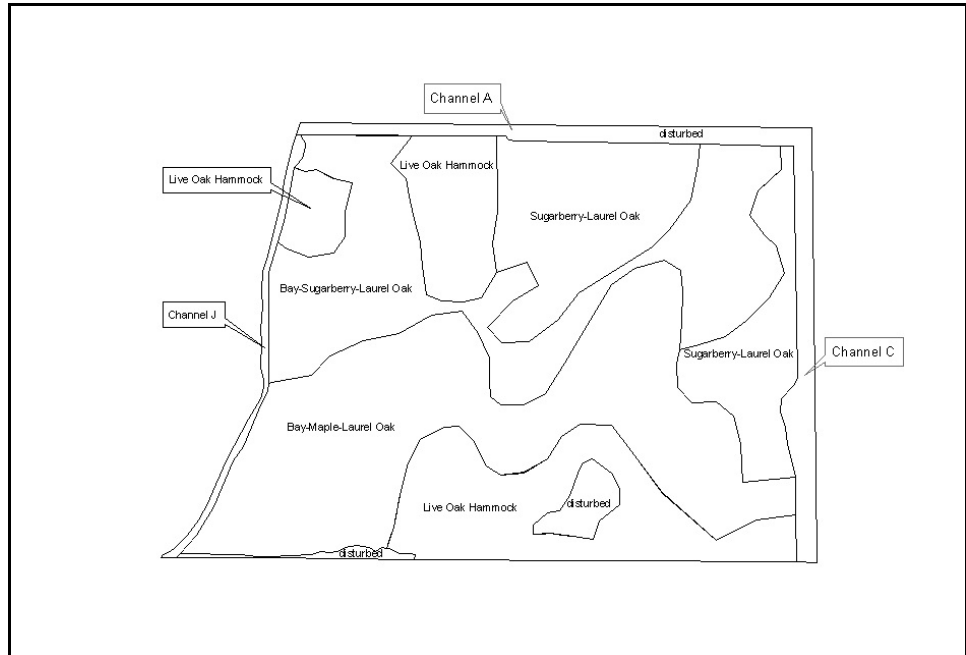 Channel A
disturbed
Live Oak Hammock
Live Oak Hammock
Sugarberry-Laurel Oak
Bay-Sugarberry-Laurel Oak
Channel J
Sugarberry-Laurel Oak
Channel C
Bay-Maple-Laurel Oak
Live Oak Hammock
disturbed
disturbed